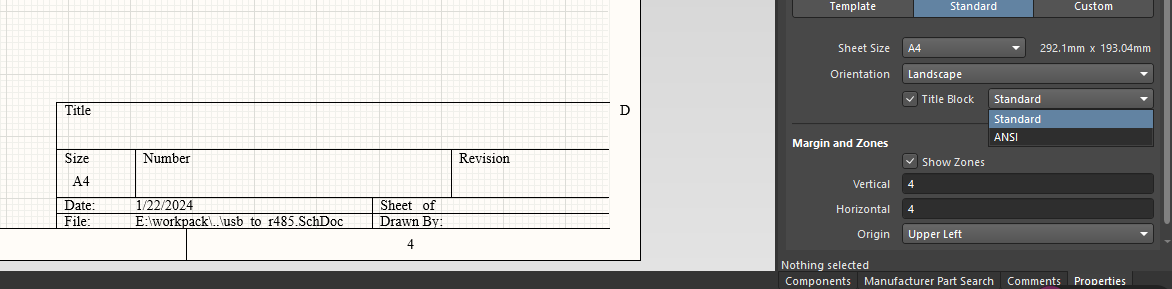 Template Standard Custom
Sheet Size A4 292.1mm x 193.04mm
Orientation Landscape
Title Block Standard
Standard
ANSI
Margin and Zones
Show Zones
Vertical 4
Horizontal 4
Origin Upper Left
Nothing selected
Components Manufacturer Part Search Comments Properties
Title
D
Size Number Revision
A4
Date: 1/22/2024 Sheet of
File: E:\workpack\..\usb_to_r485.SchDoc Drawn By:
4